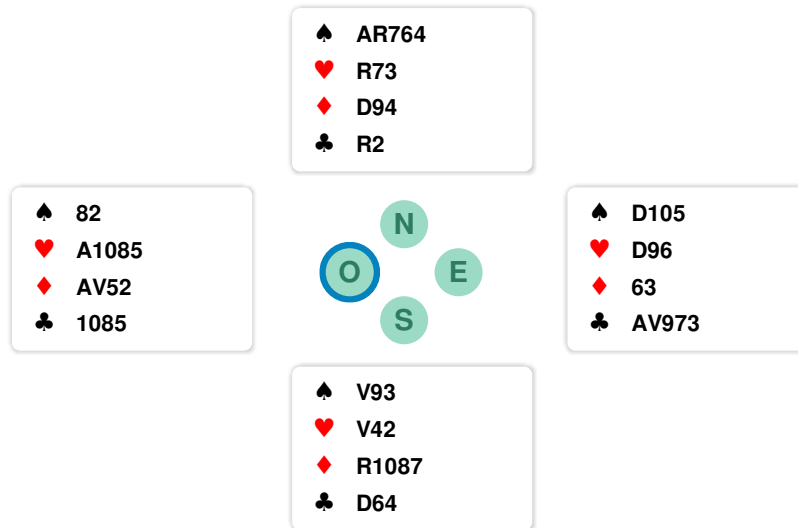 ♠ AR764
♥ R73
♦ D94
♣ R2
♠ 82
♥ A1085
♦ AV52
♣ 1085
N
O
E
S
♠ D105
♥ D96
♦ 63
♣ AV973
♠ V93
♥ V42
♦ R1087
♣ D64